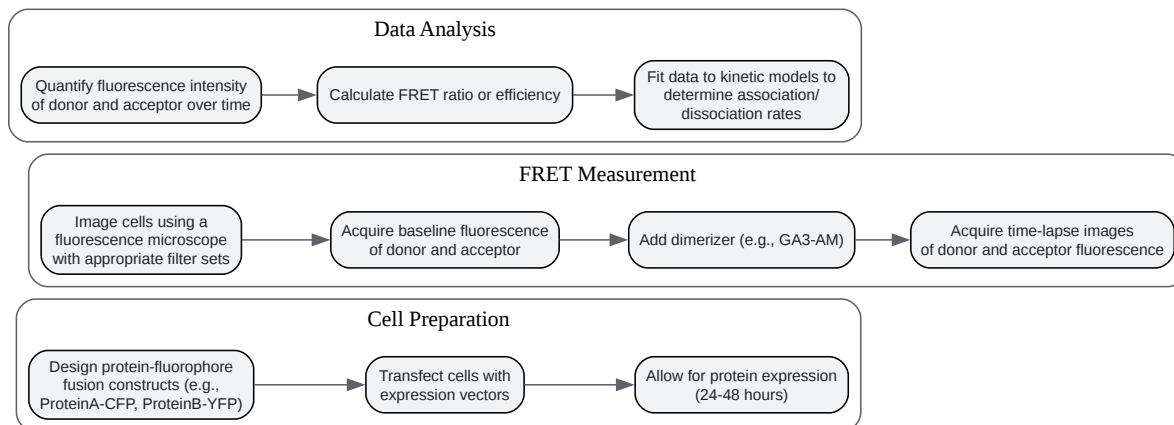 Data Analysis
Quantify fluorescence intensity
of donor and acceptor over time
Calculate FRET ratio or efficiency
Fit data to kinetic models to
determine association/
dissociation rates
FRET Measurement
Image cells using a
fluorescence microscope
with appropriate filter sets
Acquire baseline fluorescence
of donor and acceptor
Add dimerizer (e.g., GA3-AM)
Acquire time-lapse images
of donor and acceptor fluorescence
Cell Preparation
Design protein-fluorophore
fusion constructs (e.g.,
ProteinA-CFP, ProteinB-YFP)
Transfect cells with
expression vectors
Allow for protein expression
(24-48 hours)